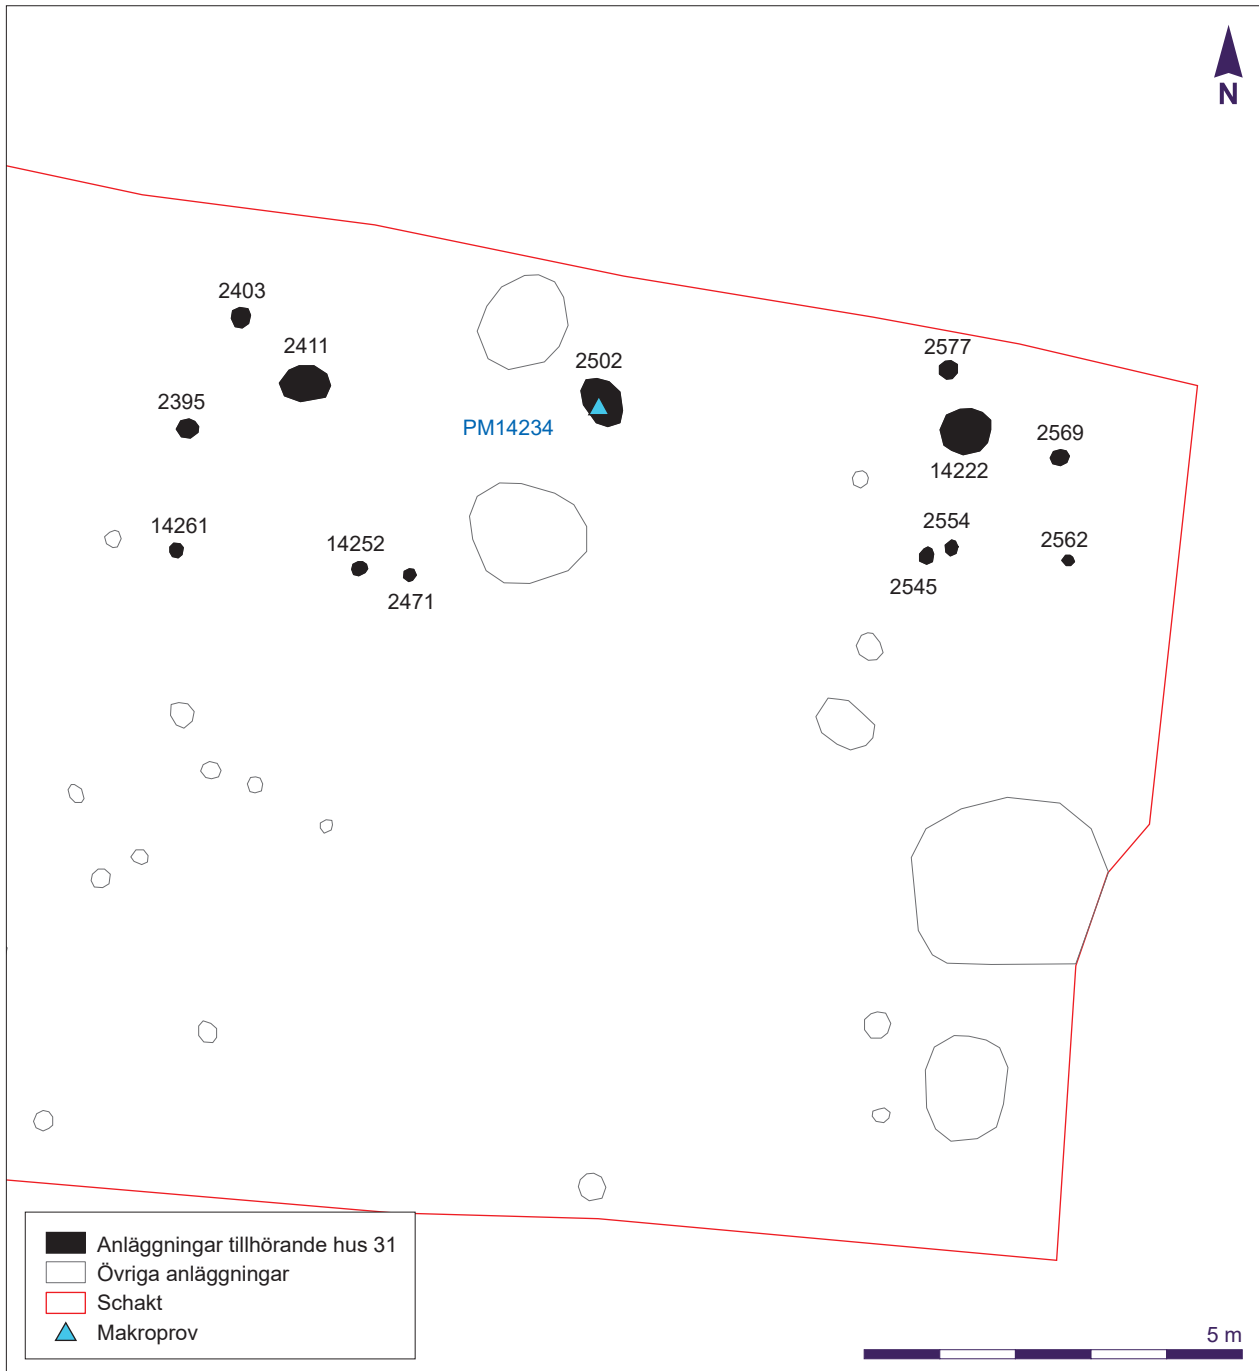 N
2403
2411
2502
2577
2395
PM14234
2569
14222
14261
14252
2554
2562
2545
2471
Anläggningar tillhörande hus 31
Övriga anläggningar
Schakt
Makroprov
5 m